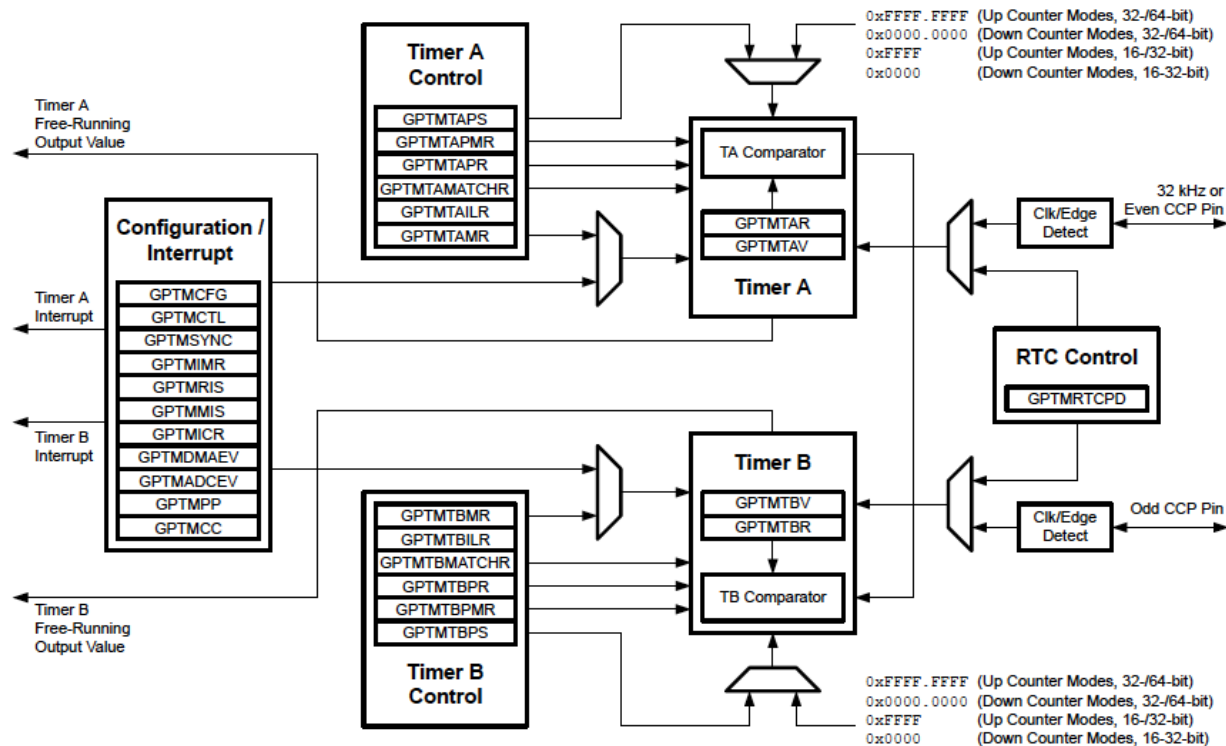 0xFFFF.FFFF (Up Counter Modes, 32-/64-bit)
0x0000.0000 (Down Counter Modes, 32-/64-bit)
0xFFFF (Up Counter Modes, 16-/32-bit)
0x0000 (Down Counter Modes, 16-32-bit)
Timer A
Control
GPTMTAPS
GPTMTAPMR
GPTMTAPR
GPTMTAMATCHR
GPTMTAILR
GPTMTAMR
Timer A
Free-Running
Output Value
TA Comparator
GPTMTAR
GPTMTAV
Timer A
Clk/Edge
Detect
32 kHz or
Even CCP Pin
Configuration /
Interrupt
GPTMCFG
GPTMCTL
GPTMSYNC
GPTMIMR
GPTMRIS
GPTMMIS
GPTMICR
GPTMDMAEV
GPTMADCEV
GPTMPP
GPTMCC
Timer A
Interrupt
Timer B
Interrupt
RTC Control
GPTMRTCPD
Timer B
GPTMTBV
GPTMTBR
TB Comparator
Clk/Edge
Detect
Odd CCP Pin
GPTMTBMR
GPTMTBILR
GPTMTBMATCHR
GPTMTBPR
GPTMTBPMR
GPTMTBPS
Timer B
Control
Timer B
Free-Running
Output Value
0xFFFF.FFFF (Up Counter Modes, 32-/64-bit)
0x0000.0000 (Down Counter Modes, 32-/64-bit)
0xFFFF (Up Counter Modes, 16-/32-bit)
0x0000 (Down Counter Modes, 16-32-bit)